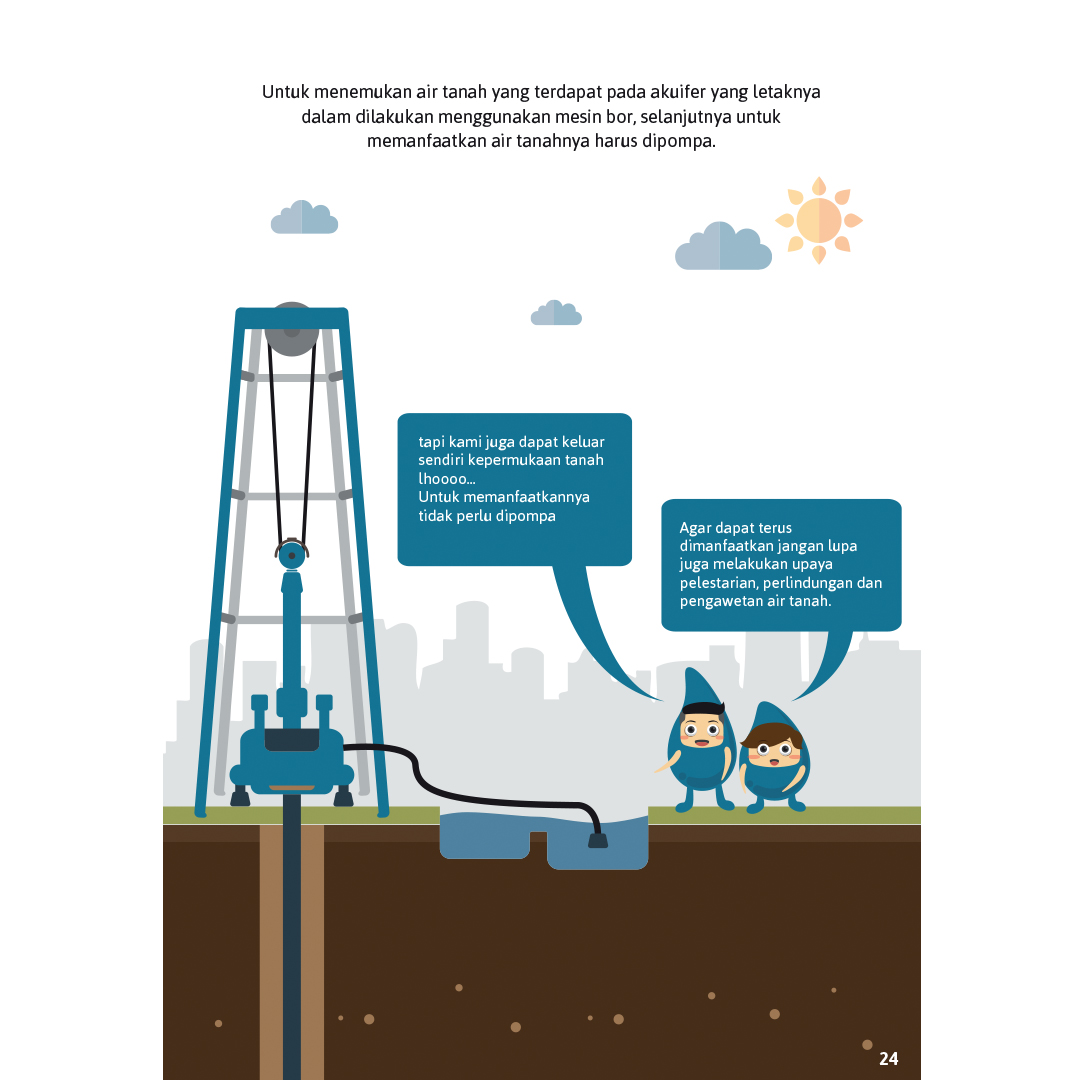 Untuk menemukan air tanah yang terdapat pada akuifer yang letaknya
dalam dilakukan menggunakan mesin bor, selanjutnya untuk
memanfaatkan air tanahnya harus dipompa.
tapi kami juga dapat keluar
sendiri kepermukaan tanah
lhoooo...
Untuk memanfaatkannya
tidak perlu dipompa
Agar dapat terus
dimanfaatkan jangan lupa
juga melakukan upaya
pelestarian, perlindungan dan
pengawetan air tanah.
24